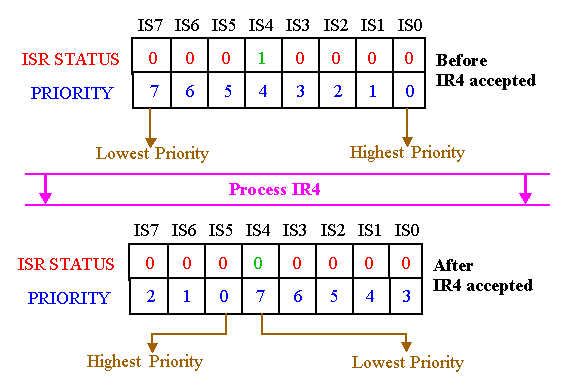 IS7 IS6 IS5 IS4 IS3 IS2 IS1 IS0
ISR STATUS 0 0 0 1 0 0 0 0 Before
IR4 accepted
PRIORITY 7 6 5 4 3 2 1 0
Lowest Priority Highest Priority
Process IR4
IS7 IS6 IS5 IS4 IS3 IS2 IS1 IS0
ISR STATUS 0 0 0 0 0 0 0 0 After
IR4 accepted
PRIORITY 2 1 0 7 6 5 4 3
Highest Priority Lowest Priority